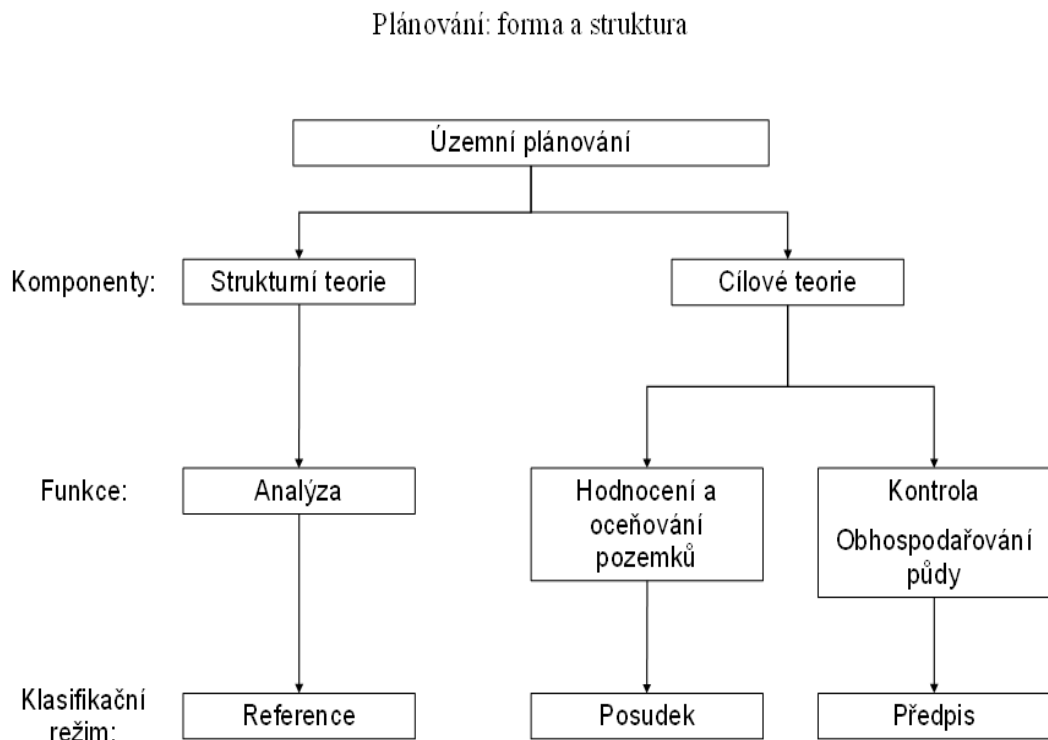 Plánování: forma a struktura
Územní plánování
Komponenty:
Strukturní teorie
Cílové teorie
Funkce:
Analýza
Hodnocení a
oceňování
pozemků
Kontrola
Obhospodařování
půdy
Klasifikační
režim:
Reference
Posudek
Předpis